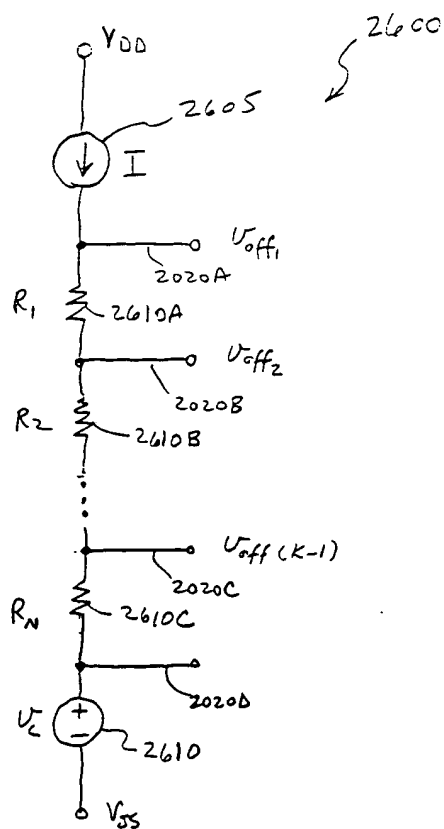 2600
VDD
2605
I
Voff1
2020A
R1
2610A
Voff2
2020B
R2
2610B
Voff (K-1)
2020C
RN
2610C
2020D
Vc
2610
VSS